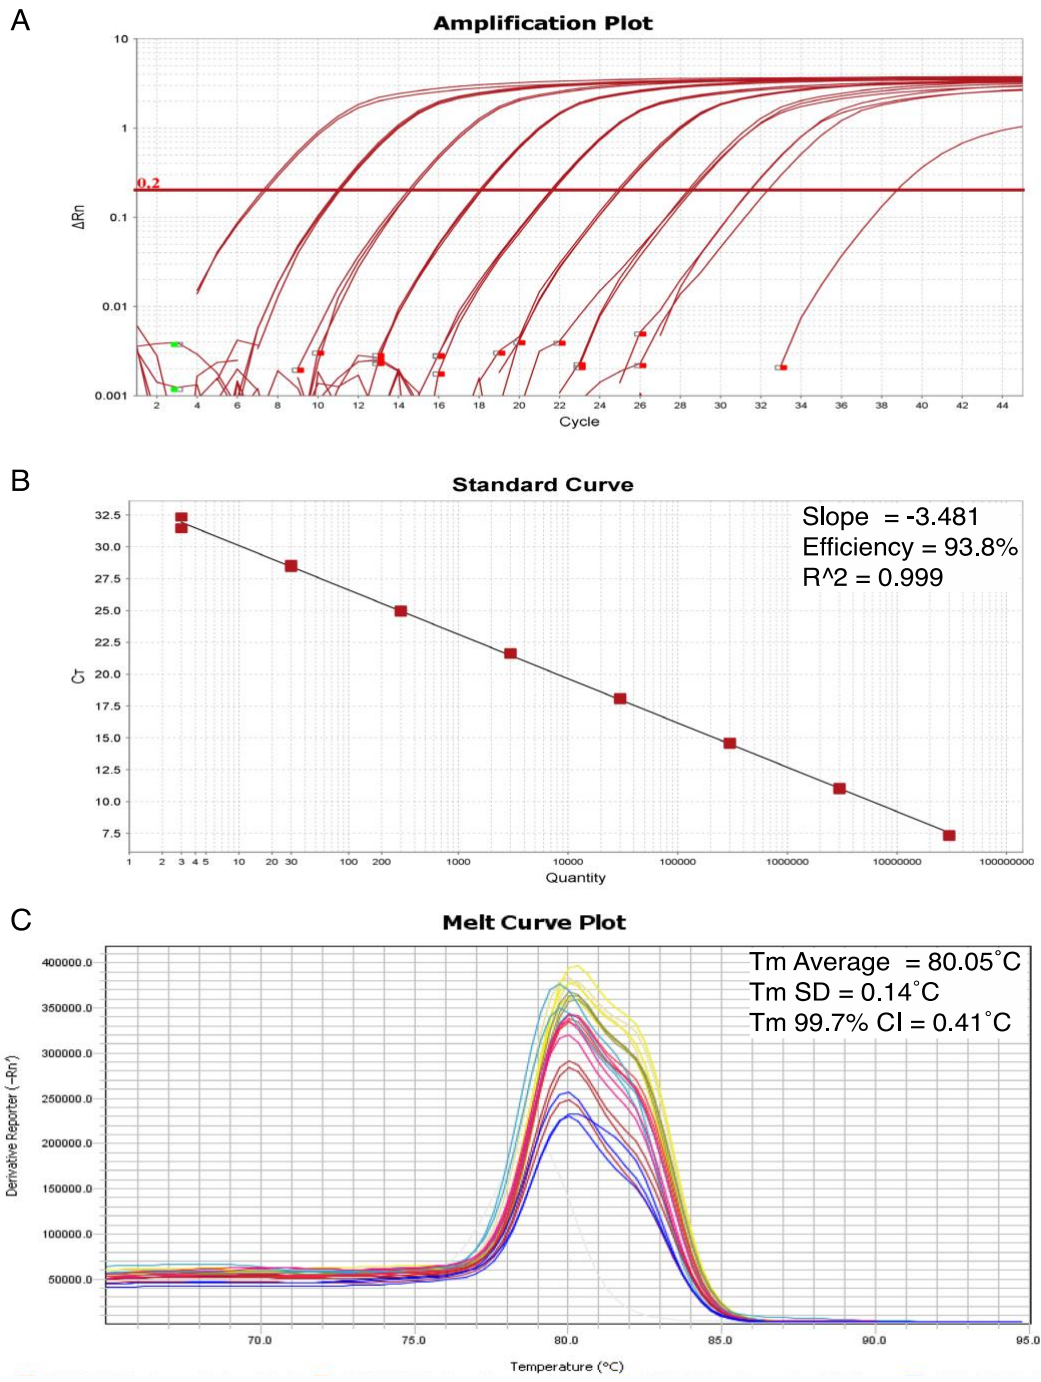 A
Amplification Plot
10
1
0.2
0.1
0.01
0.001
ΔRn
2 4 6 8 10 12 14 16 18 20 22 24 26 28 30 32 34 36 38 40 42 44
Cycle
B
Standard Curve
Slope = -3.481
Efficiency = 93.8%
R^2 = 0.999
32.5
30.0
27.5
25.0
22.5
20.0
17.5
15.0
12.5
10.0
7.5
CT
1 2 3 4 5 10 20 30 100 200 1000 10000 100000 1000000 10000000 100000000
Quantity
C
Melt Curve Plot
Tm Average = 80.05°C
Tm SD = 0.14°C
Tm 99.7% CI = 0.41°C
400000.0
350000.0
300000.0
250000.0
200000.0
150000.0
100000.0
50000.0
Derivative Reporter (-Rn')
70.0 75.0 80.0 85.0 90.0 95.0
Temperature (°C)